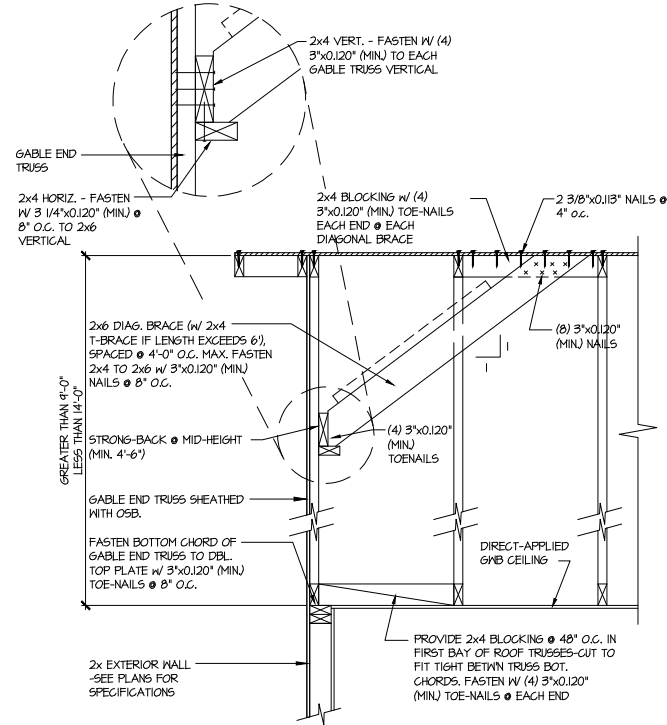 2x4 VERT. - FASTEN W/ (4)
3"x0.120" (MIN.) TO EACH
GABLE TRUSS VERTICAL
GABLE END
TRUSS
2x4 HORIZ. - FASTEN
W/ 3 1/4"x0.120" (MIN.) @
8" O.C. TO 2x6
VERTICAL
2x4 BLOCKING W/ (4)
3"x0.120" (MIN.) TOE-NAILS
EACH END @ EACH
DIAGONAL BRACE
2 3/8"x0.113" NAILS @
4" O.C.
2x6 DIAG. BRACE (W/ 2x4
T-BRACE IF LENGTH EXCEEDS 6'),
SPACED @ 4'-0" O.C. MAX. FASTEN
2x4 TO 2x6 W/ 3"x0.120" (MIN.)
NAILS @ 8" O.C.
(8) 3"x0.120"
(MIN.) NAILS
GREATER THAN 9'-0"
LESS THAN 14'-0"
STRONG-BACK @ MID-HEIGHT
(MIN. 4'-6")
(4) 3"x0.120"
(MIN.)
TOENAILS
GABLE END TRUSS SHEATHED
WITH OSB.
FASTEN BOTTOM CHORD OF
GABLE END TRUSS TO DBL.
TOP PLATE W/ 3"x0.120" (MIN.)
TOE-NAILS @ 8" O.C.
DIRECT-APPLIED
GWB CEILING
2x EXTERIOR WALL
-SEE PLANS FOR
SPECIFICATIONS
PROVIDE 2x4 BLOCKING @ 48" O.C. IN
FIRST BAY OF ROOF TRUSSES-CUT TO
FIT TIGHT BETW'N TRUSS BOT.
CHORDS. FASTEN W/ (4) 3"x0.120"
(MIN.) TOE-NAILS @ EACH END